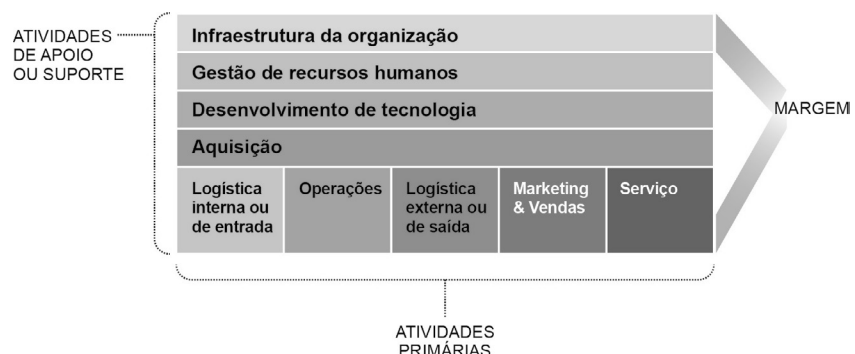 ATIVIDADES
DE APOIO
OU SUPORTE
Infraestrutura da organização
Gestão de recursos humanos
Desenvolvimento de tecnologia
Aquisição
Logística
interna ou
de entrada
Operações
Logística
externa ou
de saída
Marketing
& Vendas
Serviço
MARGEM
ATIVIDADES
PRIMÁRIAS